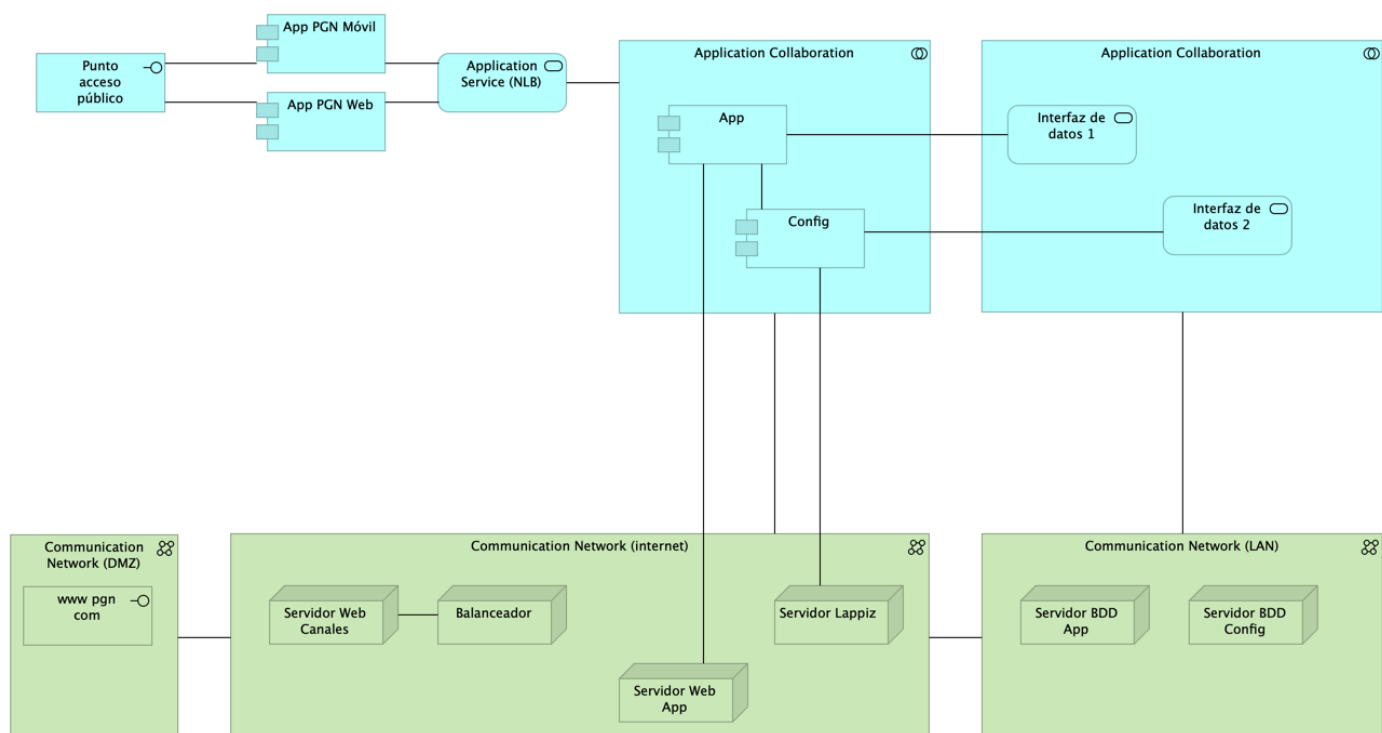 App PGN Móvil
Punto
acceso
público
App PGN Web
Application
Service (NLB)
Application Collaboration
App
Config
Application Collaboration
Interfaz de
datos 1
Interfaz de
datos 2
Communication
Network (DMZ)
www pgn
com
Communication Network (internet)
Servidor Web
Canales
Balanceador
Servidor Lappiz
Servidor Web
App
Communication Network (LAN)
Servidor BDD
App
Servidor BDD
Config